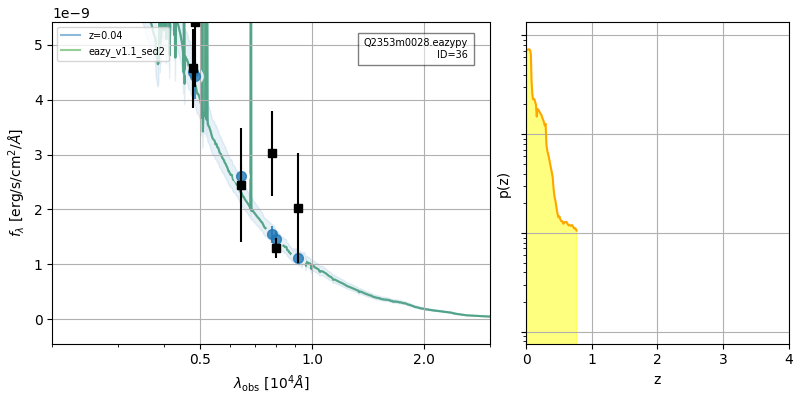 1e−9
z=0.04
eazy_v1.1_sed2
Q2353m0028.eazypy
ID=36
5
4
3
2
1
0
f_λ [erg/s/cm²/Å]
0.5
1.0
2.0
λ_obs [10⁴Å]
p(z)
0
1
2
3
4
z